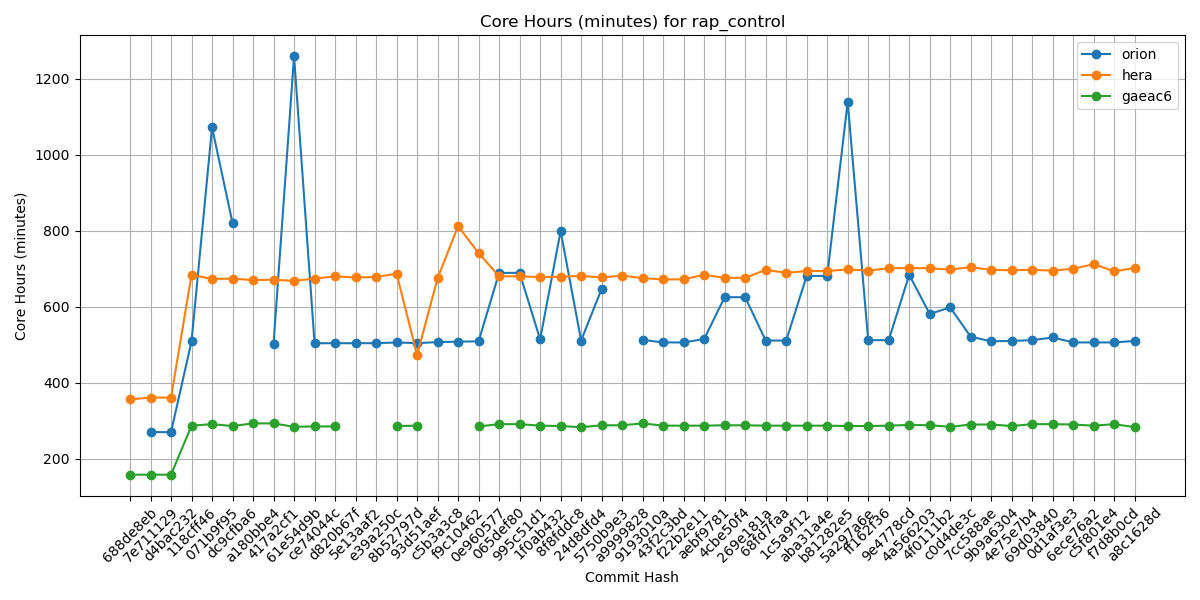 Core Hours (minutes) for rap_control
orion
hera
gaeac6
Core Hours (minutes)
1200
1000
800
600
400
200
688de8eb
7e711129
d4bac232
118cff46
071b9f95
dc9cfba6
a180bbe4
417a2cf1
61e54d9b
ce74044c
d820b67f
5e13aaf2
e39a250c
8b52797d
93d51aef
c5b3a3c8
f9c10462
0e960577
065def80
995c51d1
1f0ab432
8f8fddc8
24d8dfd4
5750b9e3
a9909828
9193010a
43f2c3bd
f22b2e11
aebf9781
4cbe50f4
269e181a
68fd7faa
1c5a9f12
aba31a4e
b81282e5
5a297a6e
ff162f36
9e4778cd
4a566203
4f0111b2
c0d4de3c
7cc588ae
9b9a6304
4e75e7b4
69d03840
0d1af3e3
6ece76a2
c5f801e4
f7d8b0cd
a8c1628d
Commit Hash